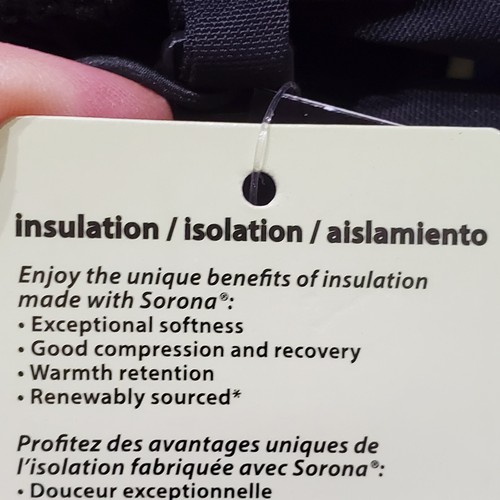 insulation / isolation / aislamiento
Enjoy the unique benefits of insulation
made with Sorona®:
• Exceptional softness
• Good compression and recovery
• Warmth retention
• Renewably sourced*
Profitez des avantages uniques de
l'isolation fabriquée avec Sorona®:
• Douceur exceptionnelle